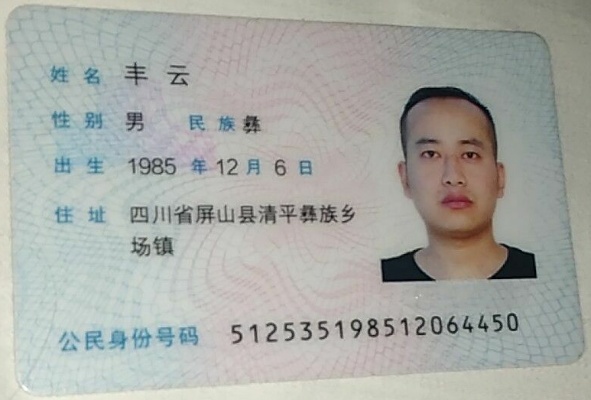 姓名 丰云
性别 男 民族 彝
出生 1985 年 12 月 6 日
住址 四川省屏山县清平彝族乡
场镇
公民身份号码 512535198512064450